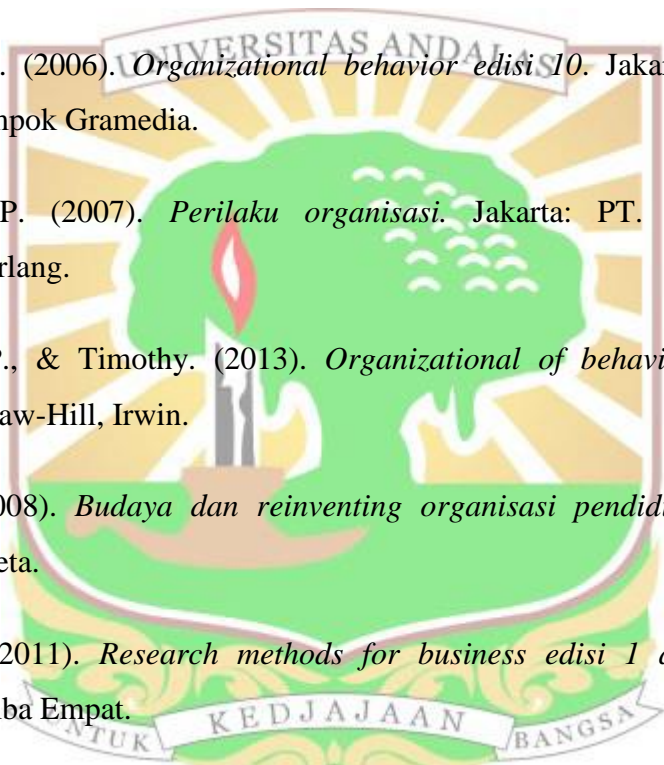 UNIVERSITAS ANDALAS
. (2006). Organizational behavior edisi 10. Jakar
npok Gramedia.
P. (2007). Perilaku organisasi. Jakarta: PT.
rlang.
P., & Timothy. (2013). Organizational of behavi
aw-Hill, Irwin.
008). Budaya dan reinventing organisasi pendid
eta.
2011). Research methods for business edisi 1 d
ba Empat.
UNTUK KEDJAJAAN BANGSA